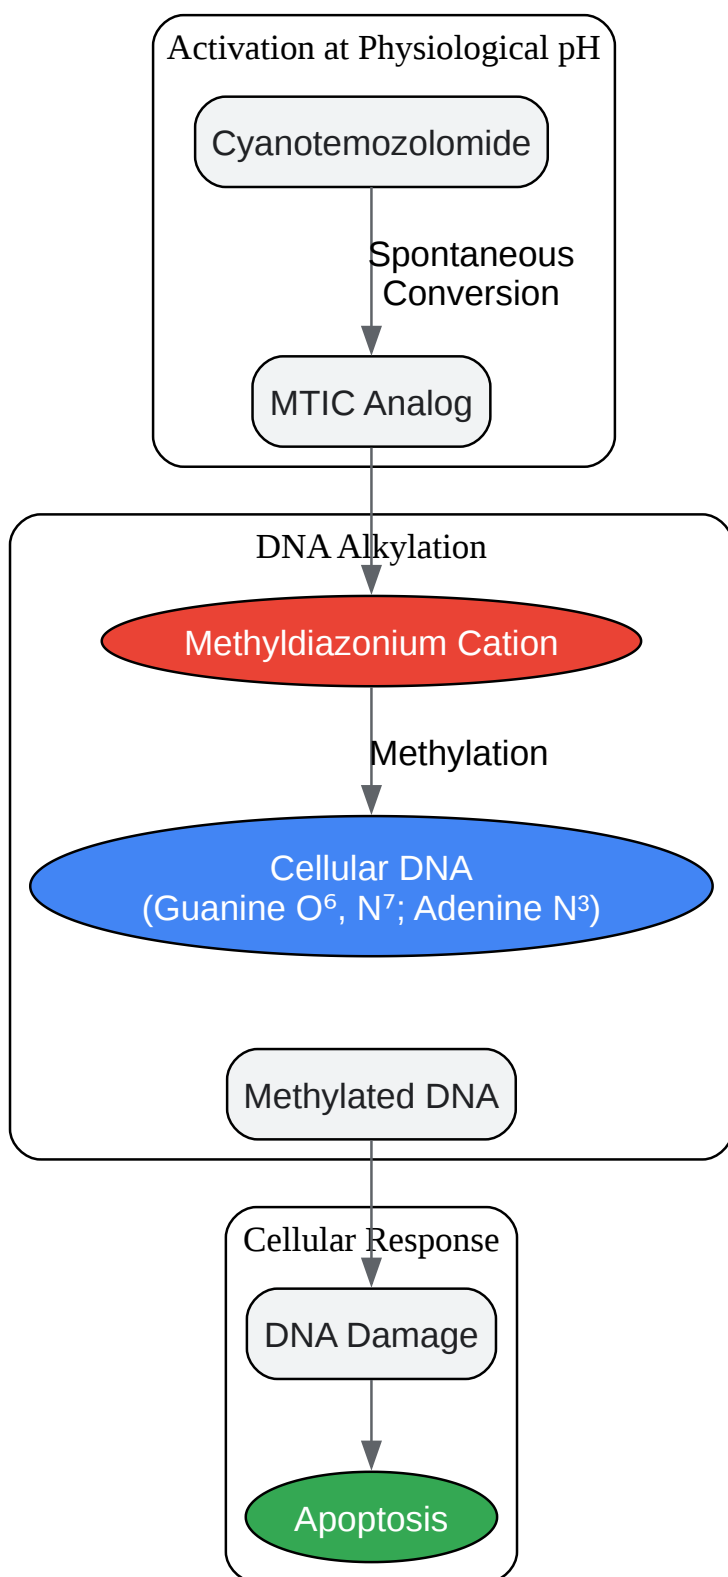 Activation at Physiological pH
Cyanotemozolomide
Spontaneous
Conversion
MTIC Analog
DNA Alkylation
Methyldiazonium Cation
Methylation
Cellular DNA
(Guanine O⁶, N⁷; Adenine N³)
Methylated DNA
Cellular Response
DNA Damage
Apoptosis